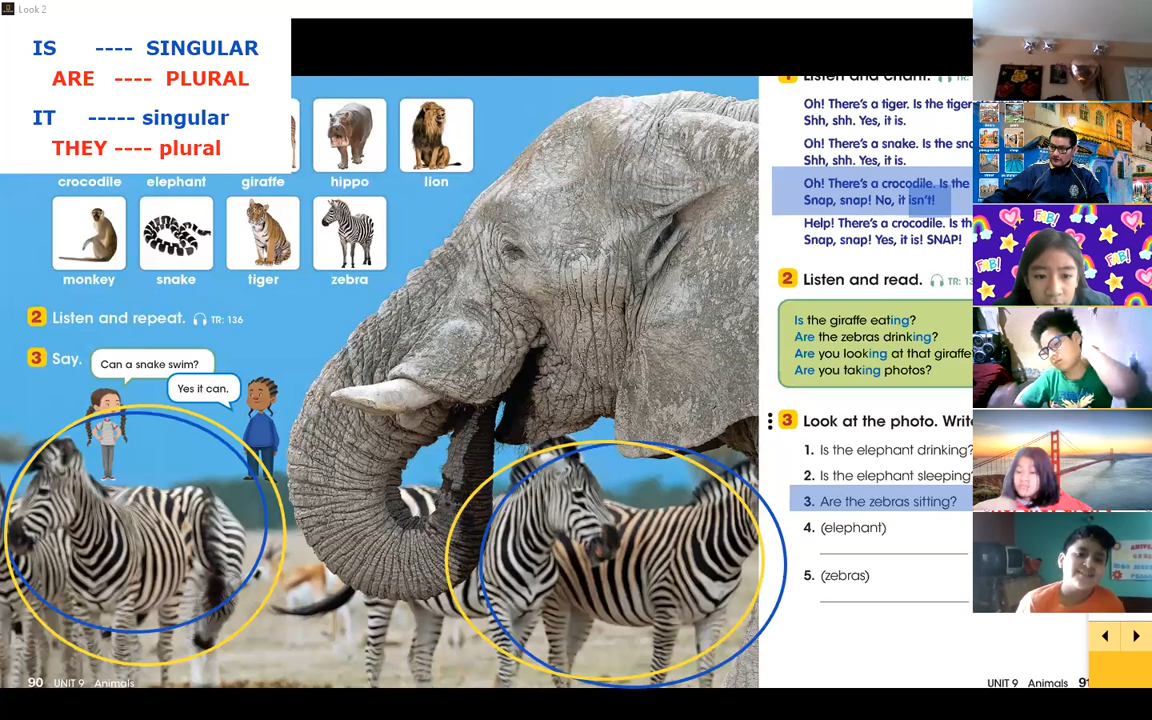 Look 2
IS ---- SINGULAR
ARE ---- PLURAL
IT ----- singular
THEY ---- plural
crocodile elephant giraffe hippo lion
monkey snake tiger zebra
2 Listen and repeat. TR: 136
3 Say.
Can a snake swim?
Yes it can.
90 UNIT 9 Animals
1 Listen and chant. TR:
Oh! There's a tiger. Is the tiger
Shh, shh. Yes, it is.
Oh! There's a snake. Is the
Shh, shh. Yes, it is.
Oh! There's a crocodile. Is the
Snap, snap! No, it isn't!
Help! There's a crocodile. Is
Snap, snap! Yes, it is! SNAP!
2 Listen and read. TR:
Is the giraffe eating?
Are the zebras drinking?
Are you looking at that giraffe
Are you taking photos?
3 Look at the photo.
1. Is the elephant drinking?
2. Is the elephant sleeping?
3. Are the zebras sitting?
4. (elephant)
5. (zebras)
UNIT 9 Animals
FAB!
FAB!
FAB!